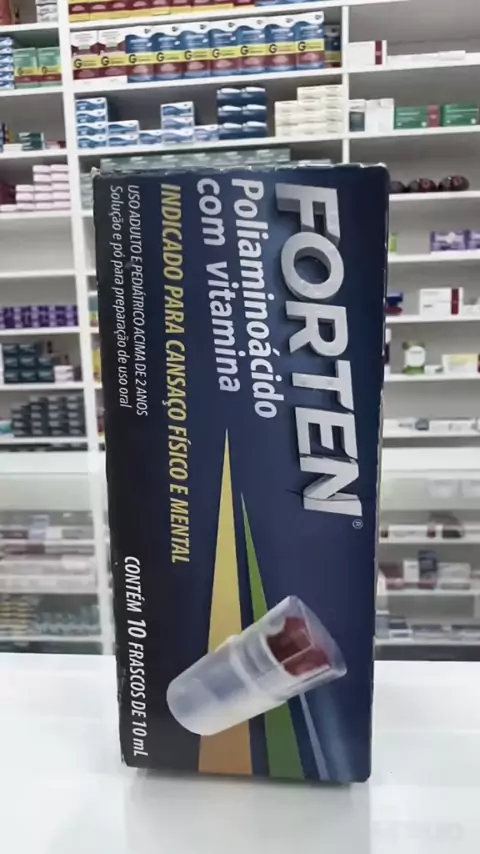 FORTEN®
Poliaminoácido
com vitamina
INDICADO PARA CANSAÇO FÍSICO E MENTAL
USO ADULTO E PEDIÁTRICO ACIMA DE 2 ANOS
Solução e pó para preparação de uso oral
CONTÉM 10 FRASCOS DE 10 mL